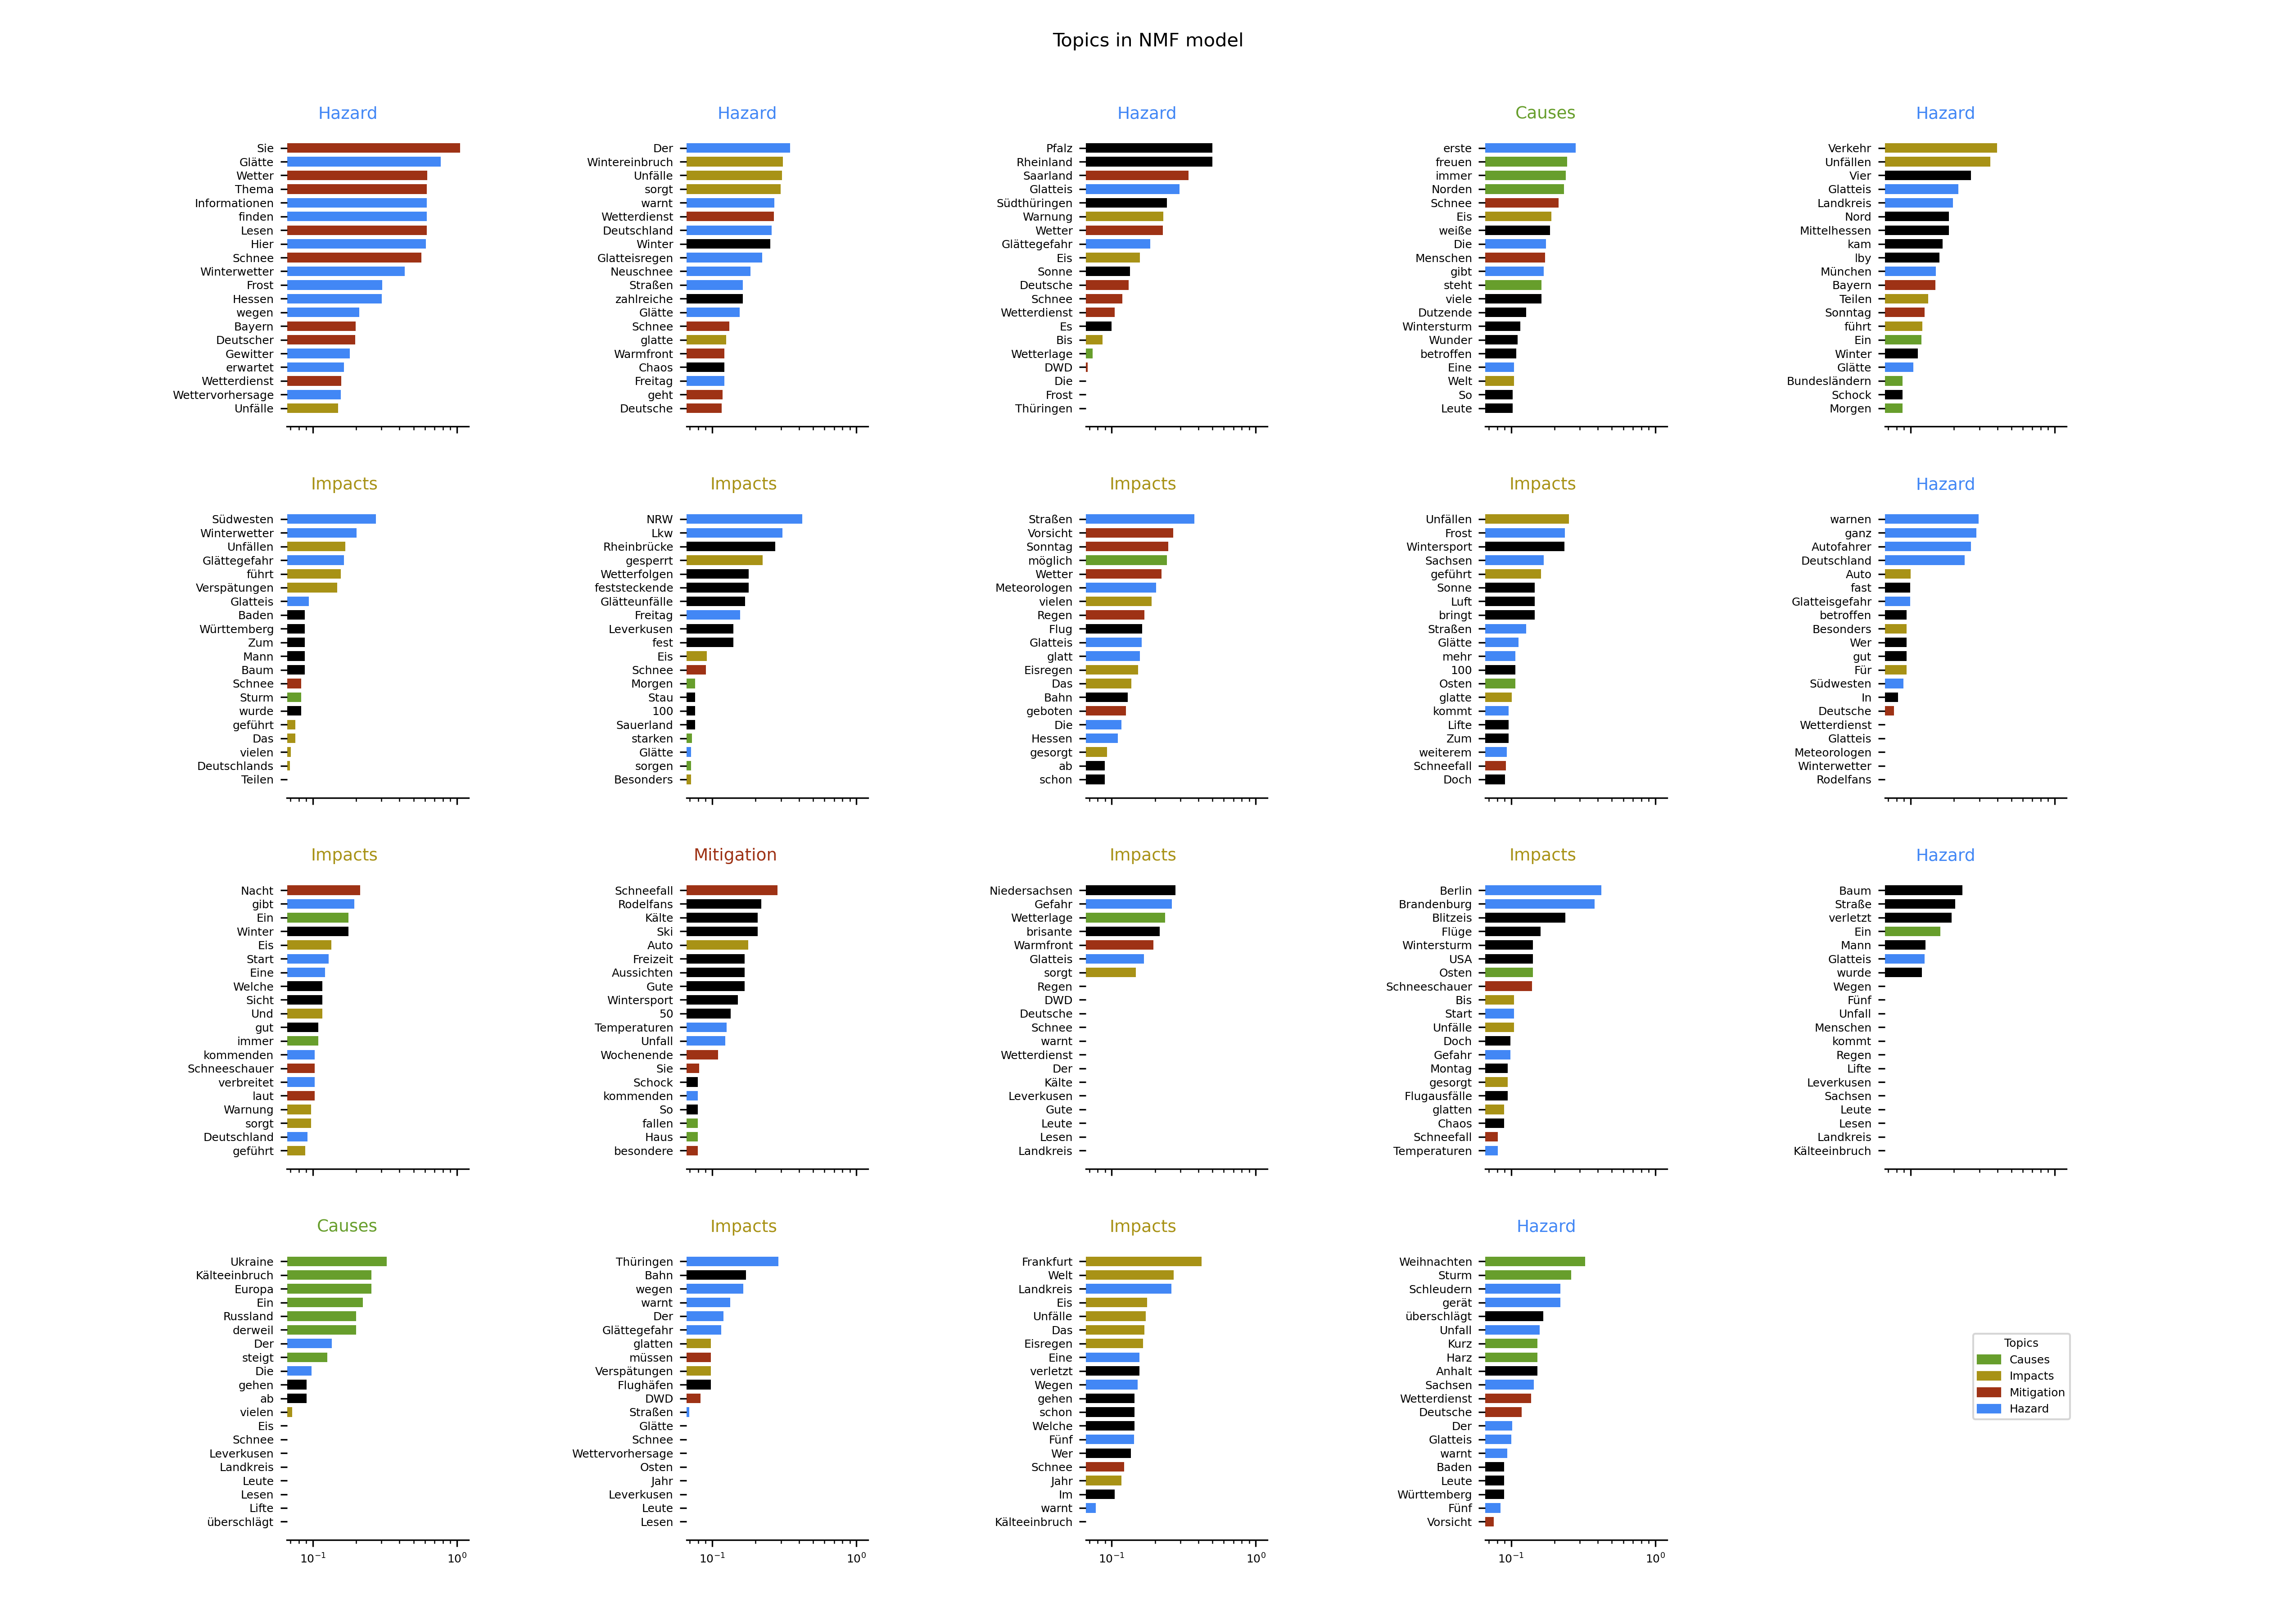 Topics in NMF model
Hazard
Sie
Glätte
Wetter
Thema
Informationen
finden
Lesen
Hier
Schnee
Winterwetter
Frost
Hessen
wegen
Bayern
Deutscher
Gewitter
erwartet
Wetterdienst
Wettervorhersage
Unfälle
Hazard
Der
Wintereinbruch
Unfälle
sorgt
warnt
Wetterdienst
Deutschland
Winter
Glatteisregen
Neuschnee
Straßen
zahlreiche
Glätte
Schnee
glatte
Warmfront
Chaos
Freitag
geht
Deutsche
Hazard
Pfalz
Rheinland
Saarland
Glatteis
Südthüringen
Warnung
Wetter
Glättegefahr
Eis
Sonne
Deutsche
Schnee
Wetterdienst
Es
Bis
Wetterlage
DWD
Die
Frost
Thüringen
Causes
erste
freuen
immer
Norden
Schnee
Eis
weiße
Die
Menschen
gibt
steht
viele
Dutzende
Wintersturm
Wunder
betroffen
Eine
Welt
So
Leute
Hazard
Verkehr
Unfällen
Vier
Glatteis
Landkreis
Nord
Mittelhessen
kam
Iby
München
Bayern
Teilen
Sonntag
führt
Ein
Winter
Glätte
Bundesländern
Schock
Morgen
Impacts
Südwesten
Winterwetter
Unfällen
Glättegefahr
führt
Verspätungen
Glatteis
Baden
Württemberg
Zum
Mann
Baum
Schnee
Sturm
wurde
geführt
Das
vielen
Deutschlands
Teilen
Impacts
NRW
Lkw
Rheinbrücke
gesperrt
Wetterfolgen
feststeckende
Glätteunfälle
Freitag
Leverkusen
fest
Eis
Schnee
Morgen
Stau
100
Sauerland
starken
Glätte
sorgen
Besonders
Impacts
Straßen
Vorsicht
Sonntag
möglich
Wetter
Meteorologen
vielen
Regen
Flug
Glatteis
glatt
Eisregen
Das
Bahn
geboten
Die
Hessen
gesorgt
ab
schon
Impacts
Unfällen
Frost
Wintersport
Sachsen
geführt
Sonne
Luft
bringt
Straßen
Glätte
mehr
100
Osten
glatte
kommt
Lifte
Zum
weiterem
Schneefall
Doch
Hazard
warnen
ganz
Autofahrer
Deutschland
Auto
fast
Glatteisgefahr
betroffen
Besonders
Wer
gut
Für
Südwesten
In
Deutsche
Wetterdienst
Glatteis
Meteorologen
Winterwetter
Rodelfans
Impacts
Nacht
gibt
Ein
Winter
Eis
Start
Eine
Welche
Sicht
Und
gut
immer
kommenden
Schneeschauer
verbreitet
laut
Warnung
sorgt
Deutschland
geführt
Mitigation
Schneefall
Rodelfans
Kälte
Ski
Auto
Freizeit
Aussichten
Gute
Wintersport
50
Temperaturen
Unfall
Wochenende
Sie
Schock
kommenden
So
fallen
Haus
besondere
Impacts
Niedersachsen
Gefahr
Wetterlage
brisante
Warmfront
Glatteis
sorgt
Regen
DWD
Deutsche
Schnee
warnt
Wetterdienst
Der
Kälte
Leverkusen
Gute
Leute
Lesen
Landkreis
Impacts
Berlin
Brandenburg
Blitzeis
Flüge
Wintersturm
USA
Osten
Schneeschauer
Bis
Start
Unfälle
Doch
Gefahr
Montag
gesorgt
Flugausfälle
glatten
Chaos
Schneefall
Temperaturen
Hazard
Baum
Straße
verletzt
Ein
Mann
Glatteis
wurde
Wegen
Fünf
Unfall
Menschen
kommt
Regen
Lifte
Leverkusen
Sachsen
Leute
Lesen
Landkreis
Kälteeinbruch
Causes
Ukraine
Kälteeinbruch
Europa
Ein
Russland
derweil
Der
steigt
Die
gehen
ab
vielen
Eis
Schnee
Leverkusen
Landkreis
Leute
Lesen
Lifte
überschlägt
10⁻¹ 10⁰
Impacts
Thüringen
Bahn
wegen
warnt
Der
Glättegefahr
glatten
müssen
Verspätungen
Flughäfen
DWD
Straßen
Glätte
Schnee
Wettervorhersage
Osten
Jahr
Leverkusen
Leute
Lesen
10⁻¹ 10⁰
Impacts
Frankfurt
Welt
Landkreis
Eis
Unfälle
Das
Eisregen
Eine
verletzt
Wegen
gehen
schon
Welche
Fünf
Wer
Schnee
Jahr
Im
warnt
Kälteeinbruch
10⁻¹ 10⁰
Hazard
Weihnachten
Sturm
Schleudern
gerät
überschlägt
Unfall
Kurz
Harz
Anhalt
Sachsen
Wetterdienst
Deutsche
Der
Glatteis
warnt
Baden
Leute
Württemberg
Fünf
Vorsicht
10⁻¹ 10⁰
Topics
Causes
Impacts
Mitigation
Hazard